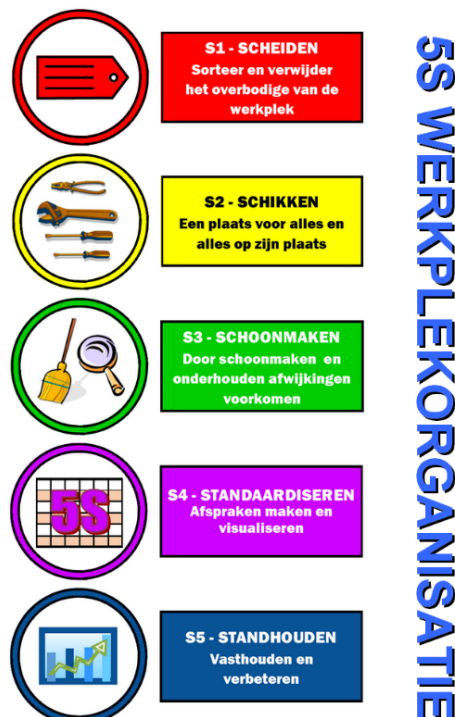 S1 - SCHEIDEN
Sorteer en verwijder
het overbodige van de
werkplek
S2 - SCHIKKEN
Een plaats voor alles en
alles op zijn plaats
S3 - SCHOONMAKEN
Door schoonmaken en
onderhouden afwijkingen
voorkomen
5S
S4 - STANDAARDISEREN
Afspraken maken en
visualiseren
S5 - STANDHOUDEN
Vasthouden en
verbeteren
5S WERKPLEKORGANISATIE